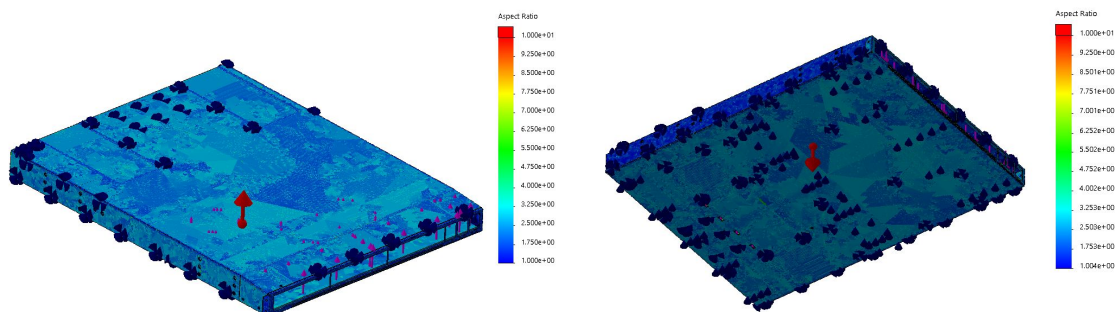 Aspect Ratio
1.000e+01
9.250e+00
8.500e+00
7.750e+00
7.000e+00
6.250e+00
5.500e+00
4.750e+00
4.000e+00
3.250e+00
2.500e+00
1.750e+00
1.000e+00
Aspect Ratio
1.000e+01
9.250e+00
8.501e+00
7.751e+00
7.001e+00
6.251e+00
5.502e+00
4.752e+00
4.002e+00
3.253e+00
2.503e+00
1.753e+00
1.004e+00